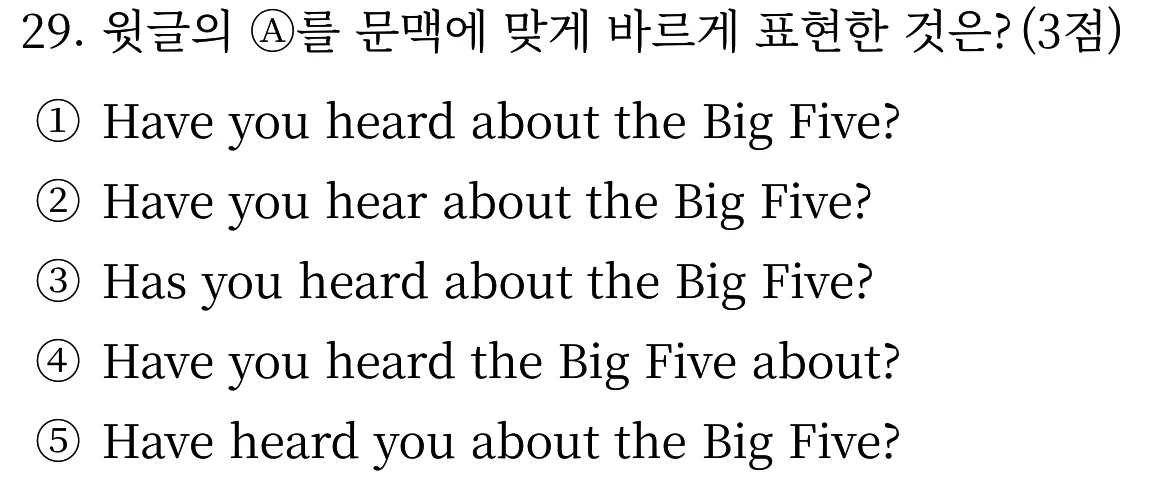 29. 윗글의 Ⓐ를 문맥에 맞게 바르게 표현한 것은? (3점)
① Have you heard about the Big Five?
② Have you hear about the Big Five?
③ Has you heard about the Big Five?
④ Have you heard the Big Five about?
⑤ Have heard you about the Big Five?